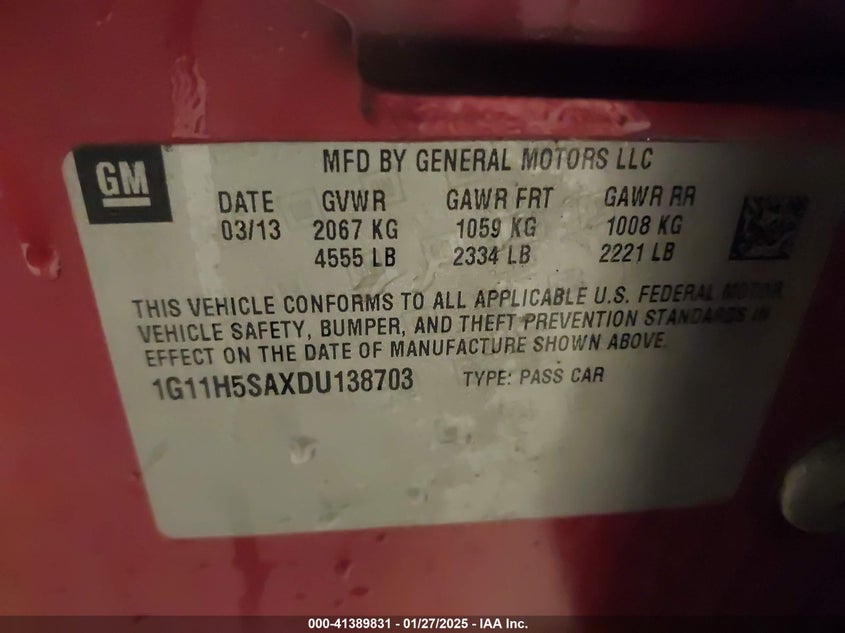 GM
MFD BY GENERAL MOTORS LLC
DATE GVWR GAWR FRT GAWR RR
03/13 2067 KG 1059 KG 1008 KG
4555 LB 2334 LB 2221 LB
THIS VEHICLE CONFORMS TO ALL APPLICABLE U.S. FEDERAL MOTOR
VEHICLE SAFETY, BUMPER, AND THEFT PREVENTION STANDARDS IN
EFFECT ON THE DATE OF MANUFACTURE SHOWN ABOVE.
1G11H5SAXDU138703 TYPE: PASS CAR
000-41389831 - 01/27/2025 - IAA Inc.